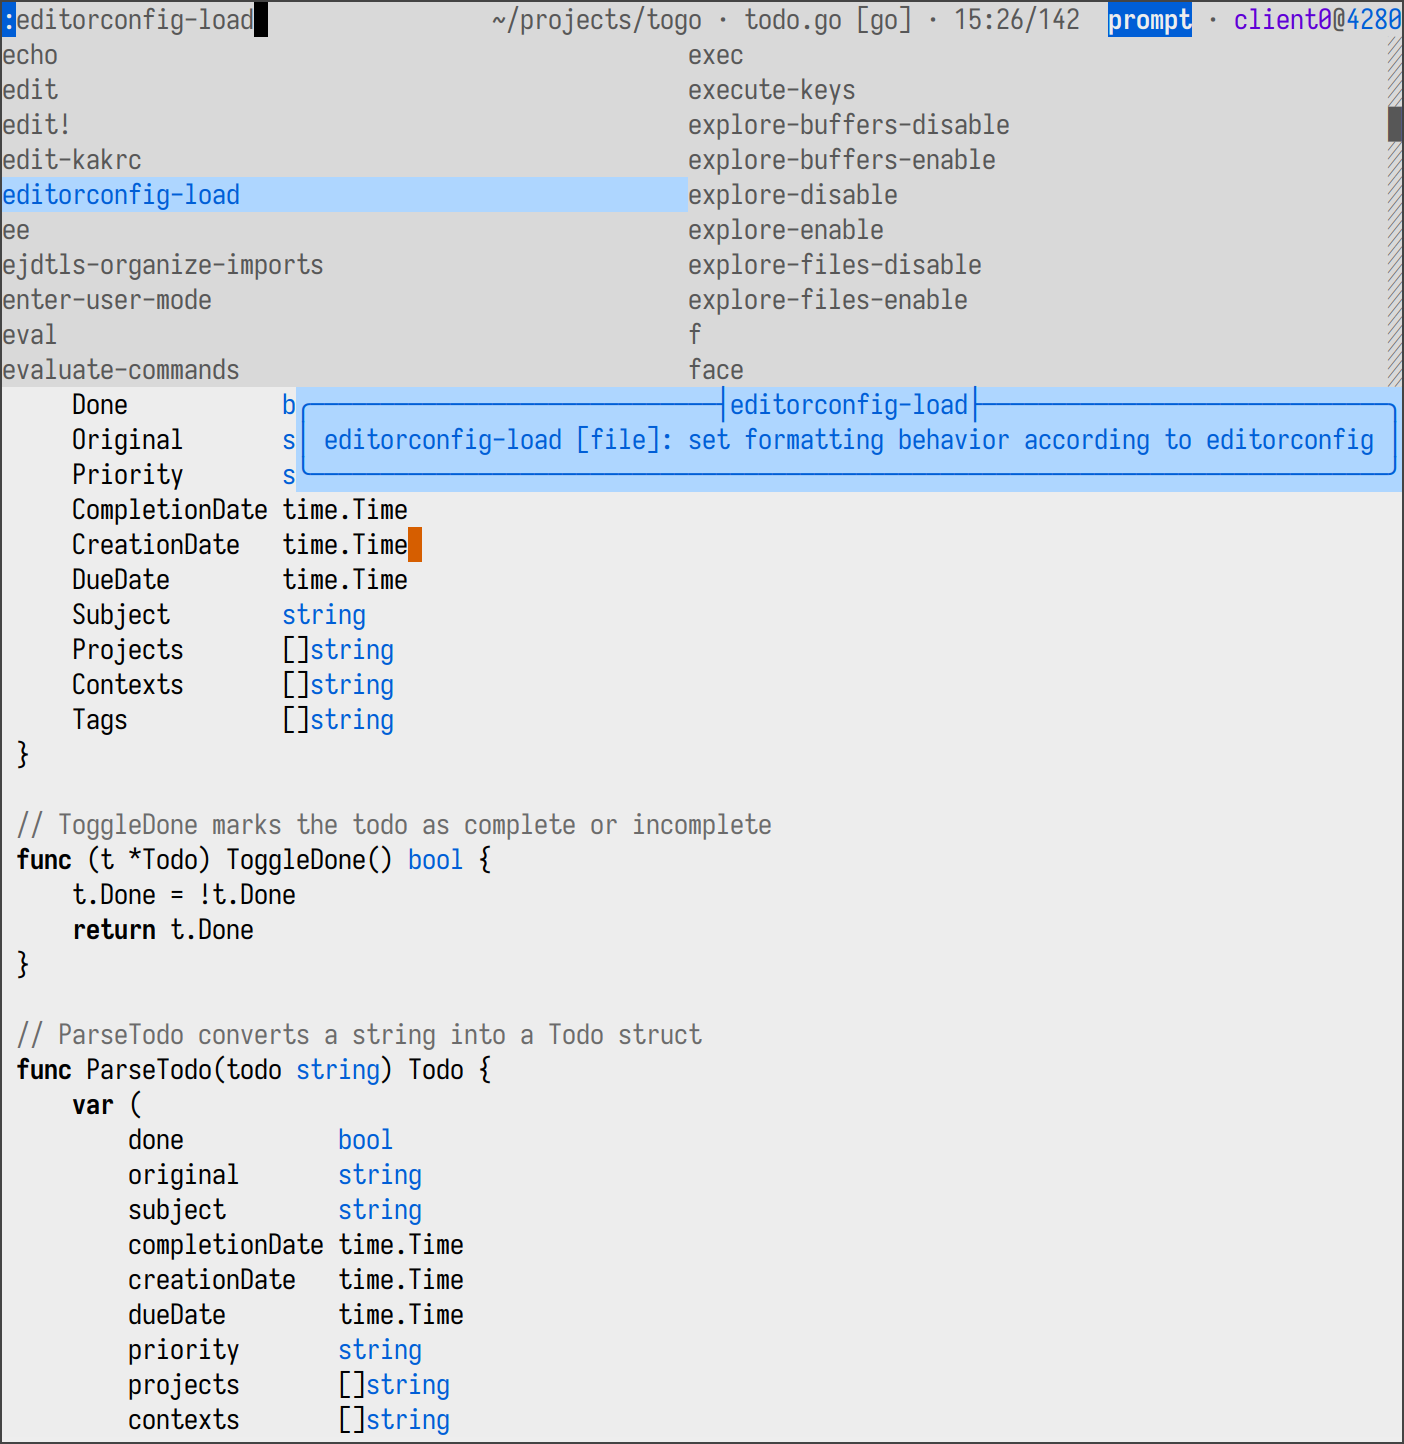 :editorconfig-load ~/projects/togo · todo.go [go] · 15:26/142 prompt · client0@4280
echo exec
edit execute-keys
edit! explore-buffers-disable
edit-kakrc explore-buffers-enable
editorconfig-load explore-disable
ee explore-enable
ejdtls-organize-imports explore-files-disable
enter-user-mode explore-files-enable
eval f
evaluate-commands face
Done b editorconfig-load
Original s editorconfig-load [file]: set formatting behavior according to editorconfig
Priority s
CompletionDate time.Time
CreationDate time.Time
DueDate time.Time
Subject string
Projects []string
Contexts []string
Tags []string
}
// ToggleDone marks the todo as complete or incomplete
func (t *Todo) ToggleDone() bool {
t.Done = !t.Done
return t.Done
}
// ParseTodo converts a string into a Todo struct
func ParseTodo(todo string) Todo {
var (
done bool
original string
subject string
completionDate time.Time
creationDate time.Time
dueDate time.Time
priority string
projects []string
contexts []string